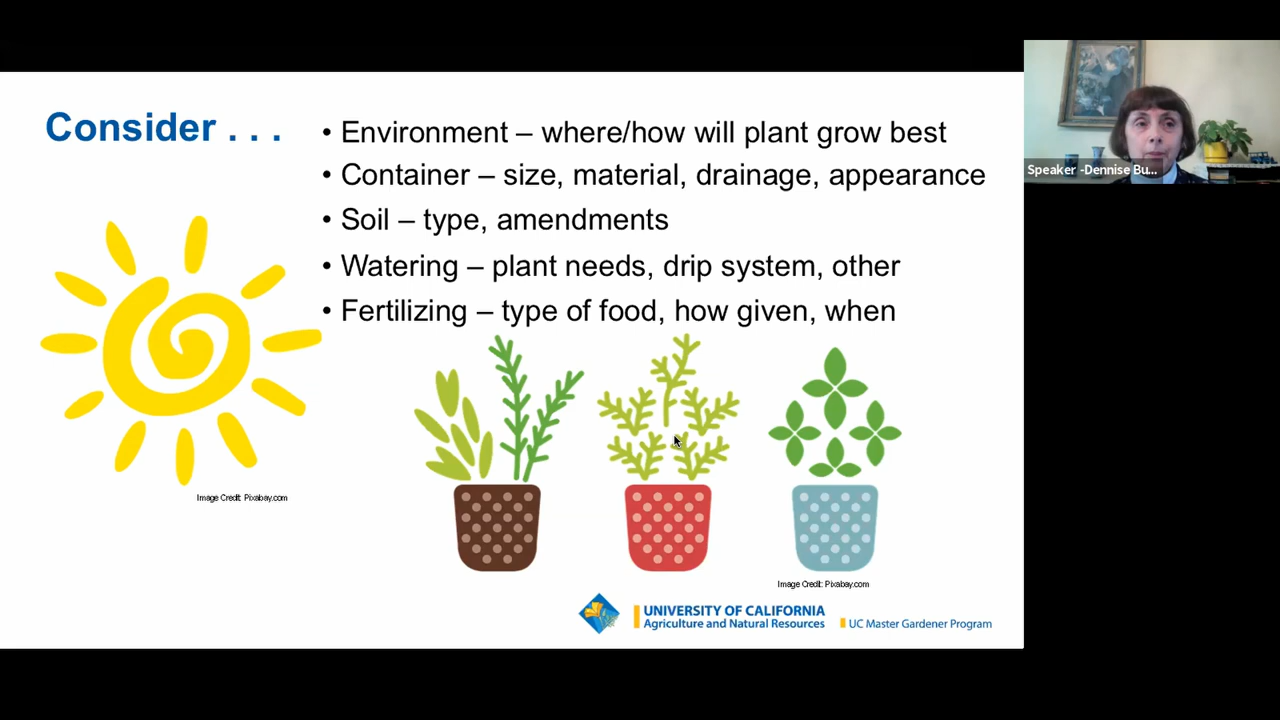 Consider . . .
• Environment – where/how will plant grow best
• Container – size, material, drainage, appearance
• Soil – type, amendments
• Watering – plant needs, drip system, other
• Fertilizing – type of food, how given, when
Image Credit: Pixabay.com
Image Credit: Pixabay.com
UNIVERSITY OF CALIFORNIA
Agriculture and Natural Resources
UC Master Gardener Program
Speaker -Dennise Bu...